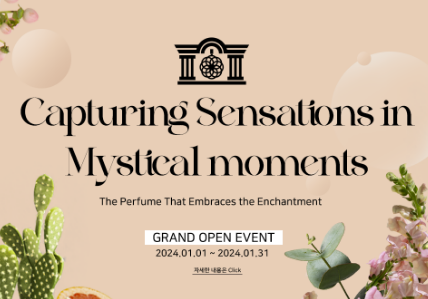 Capturing Sensations in
Mystical moments
The Perfume That Embraces the Enchantment
GRAND OPEN EVENT
2024.01.01 ~ 2024.01.31
자세한 내용은 Click